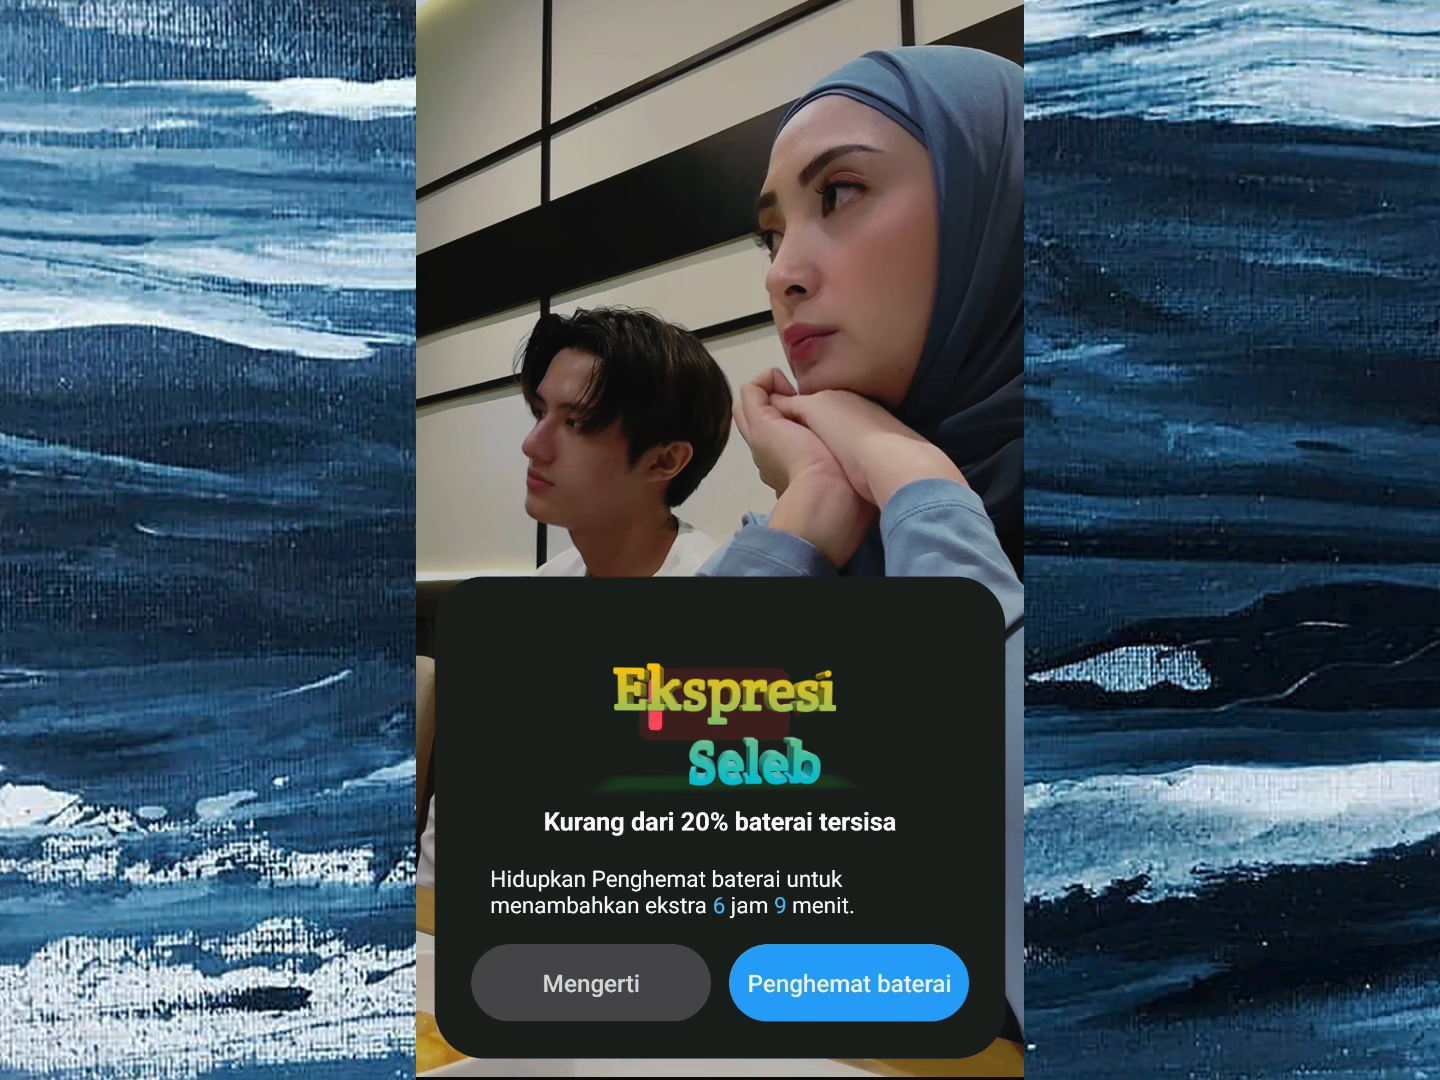 Ekspresi
Seleb
Kurang dari 20% baterai tersisa
Hidupkan Penghemat baterai untuk
menambahkan ekstra 6 jam 9 menit.
Mengerti
Penghemat baterai